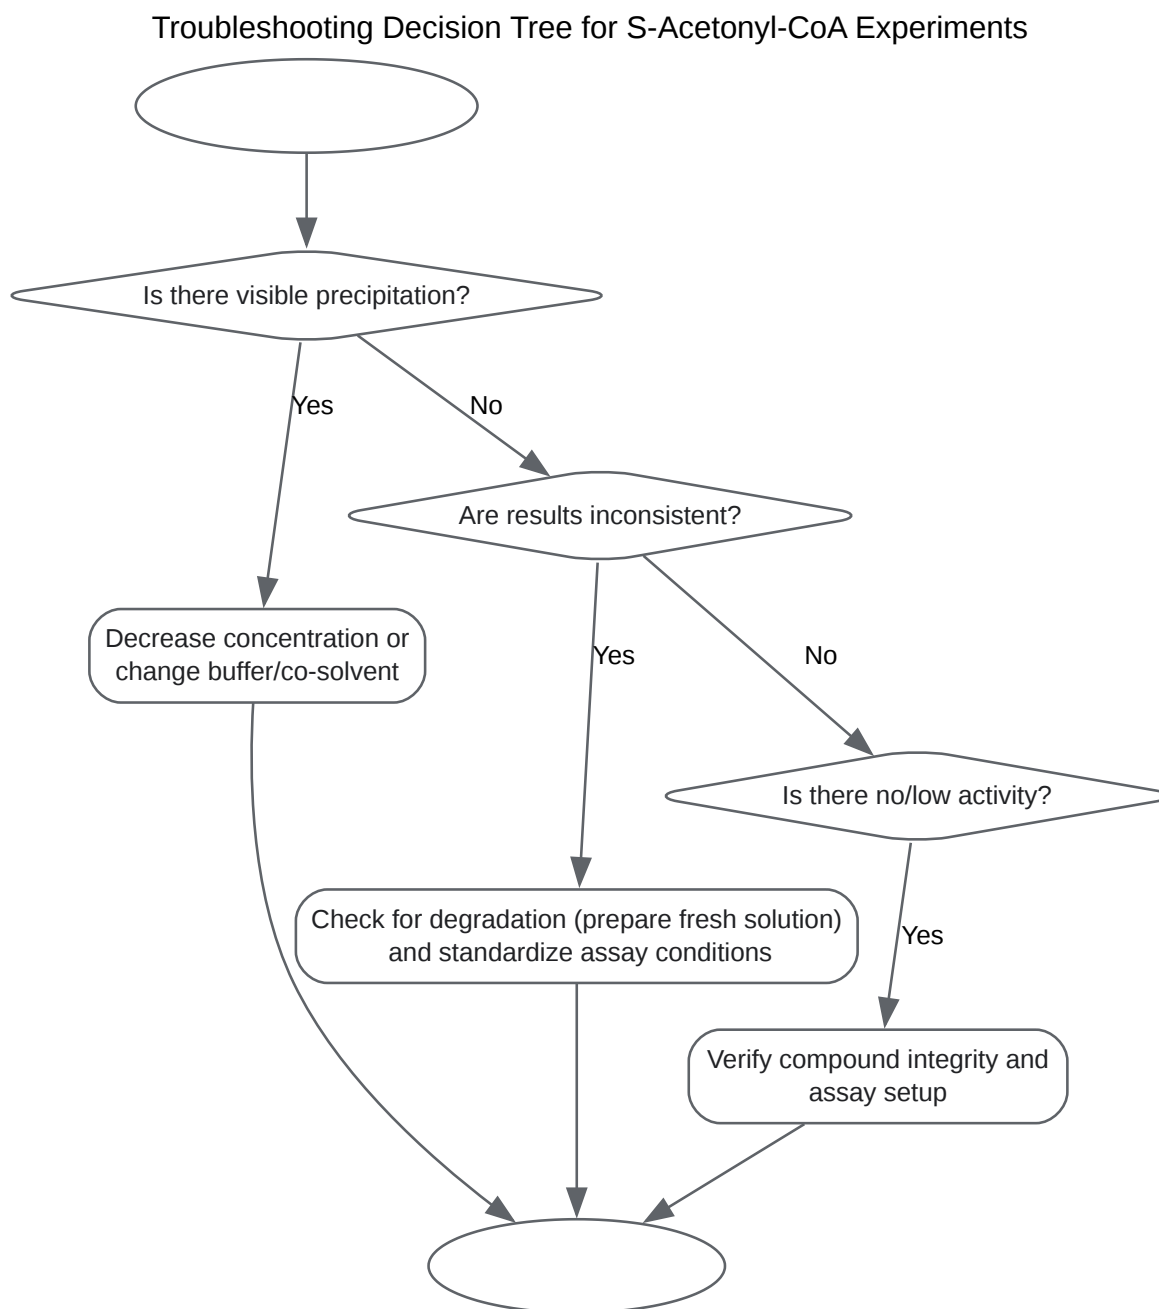 Troubleshooting Decision Tree for S-Acetonyl-CoA Experiments
Is there visible precipitation?
Yes
No
Are results inconsistent?
Decrease concentration or
change buffer/co-solvent
Yes
No
Is there no/low activity?
Check for degradation (prepare fresh solution)
and standardize assay conditions
Yes
Verify compound integrity and
assay setup